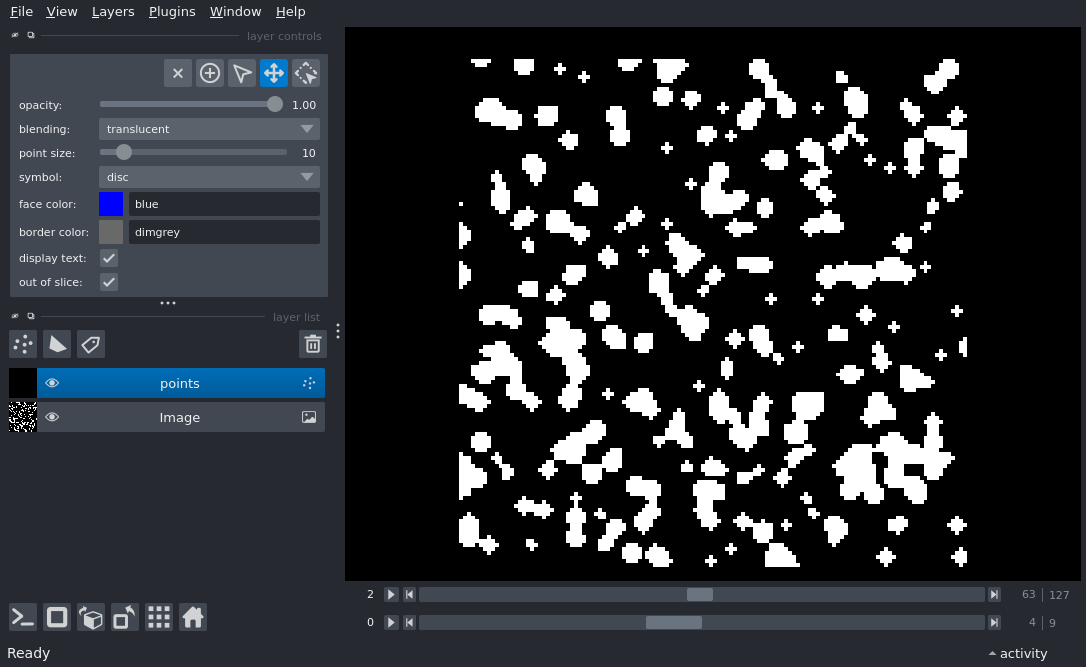 File View Layers Plugins Window Help
layer controls
opacity: 1.00
blending: translucent
point size: 10
symbol: disc
face color: blue
border color: dimgrey
display text:
out of slice:
layer list
points
Image
2 63 | 127
0 4 | 9
Ready activity